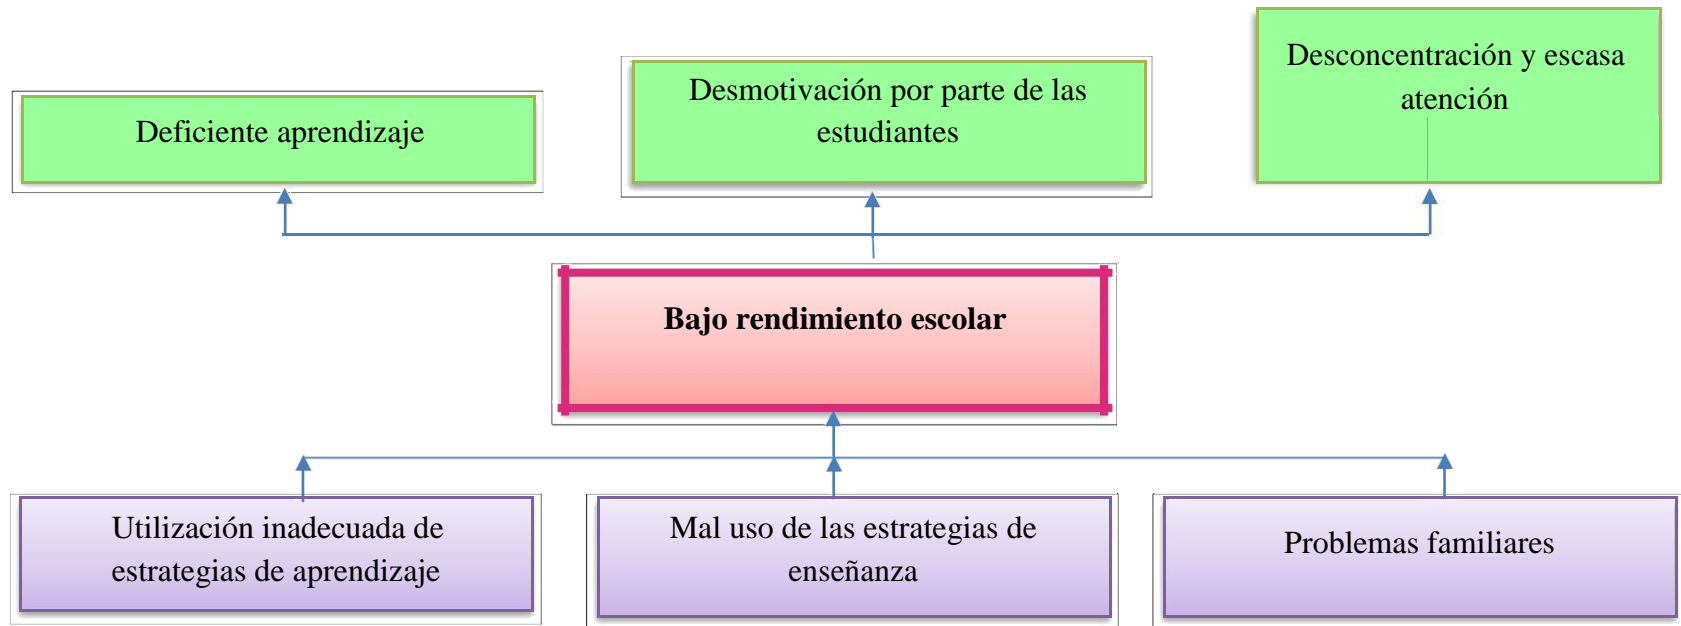 Desconcentración y escasa
atención
Desmotivación por parte de las
estudiantes
Deficiente aprendizaje
Bajo rendimiento escolar
Utilización inadecuada de
estrategias de aprendizaje
Mal uso de las estrategias de
enseñanza
Problemas familiares